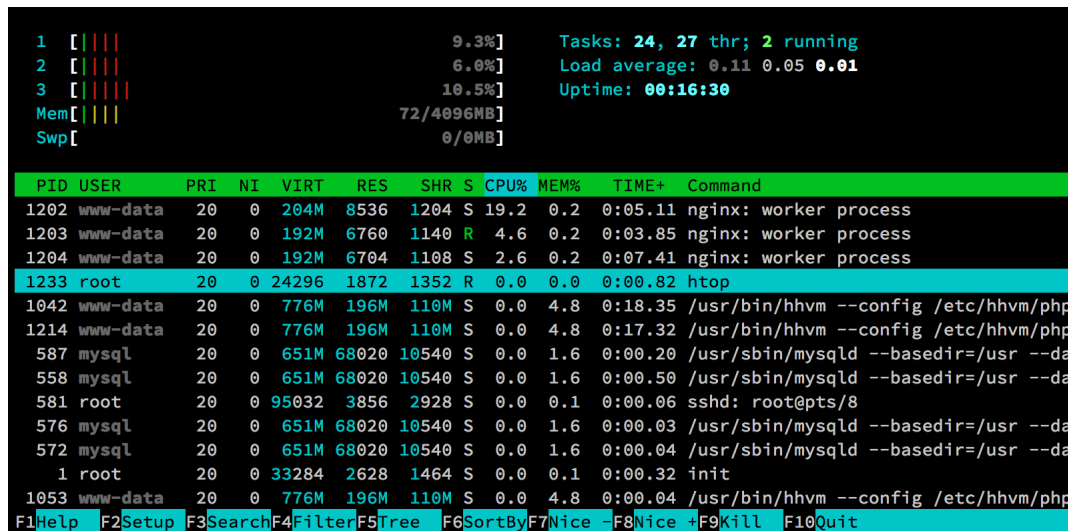 1 [|||| 9.3%] Tasks: 24, 27 thr; 2 running
2 [|||| 6.0%] Load average: 0.11 0.05 0.01
3 [||||| 10.5%] Uptime: 00:16:30
Mem[|||| 72/4096MB]
Swp[ 0/0MB]
PID USER PRI NI VIRT RES SHR S CPU% MEM% TIME+ Command
1202 www-data 20 0 204M 8536 1204 S 19.2 0.2 0:05.11 nginx: worker process
1203 www-data 20 0 192M 6760 1140 R 4.6 0.2 0:03.85 nginx: worker process
1204 www-data 20 0 192M 6704 1108 S 2.6 0.2 0:07.41 nginx: worker process
1233 root 20 0 24296 1872 1352 R 0.0 0.0 0:00.82 htop
1042 www-data 20 0 776M 196M 110M S 0.0 4.8 0:18.35 /usr/bin/hhvm --config /etc/hhvm/php
1214 www-data 20 0 776M 196M 110M S 0.0 4.8 0:17.32 /usr/bin/hhvm --config /etc/hhvm/php
587 mysql 20 0 651M 68020 10540 S 0.0 1.6 0:00.20 /usr/sbin/mysqld --basedir=/usr --da
558 mysql 20 0 651M 68020 10540 S 0.0 1.6 0:00.50 /usr/sbin/mysqld --basedir=/usr --da
581 root 20 0 95032 3856 2928 S 0.0 0.1 0:00.06 sshd: root@pts/8
576 mysql 20 0 651M 68020 10540 S 0.0 1.6 0:00.03 /usr/sbin/mysqld --basedir=/usr --da
572 mysql 20 0 651M 68020 10540 S 0.0 1.6 0:00.04 /usr/sbin/mysqld --basedir=/usr --da
1 root 20 0 33284 2628 1464 S 0.0 0.1 0:00.32 init
1053 www-data 20 0 776M 196M 110M S 0.0 4.8 0:00.04 /usr/bin/hhvm --config /etc/hhvm/php
F1Help F2Setup F3SearchF4FilterF5Tree F6SortByF7Nice -F8Nice +F9Kill F10Quit